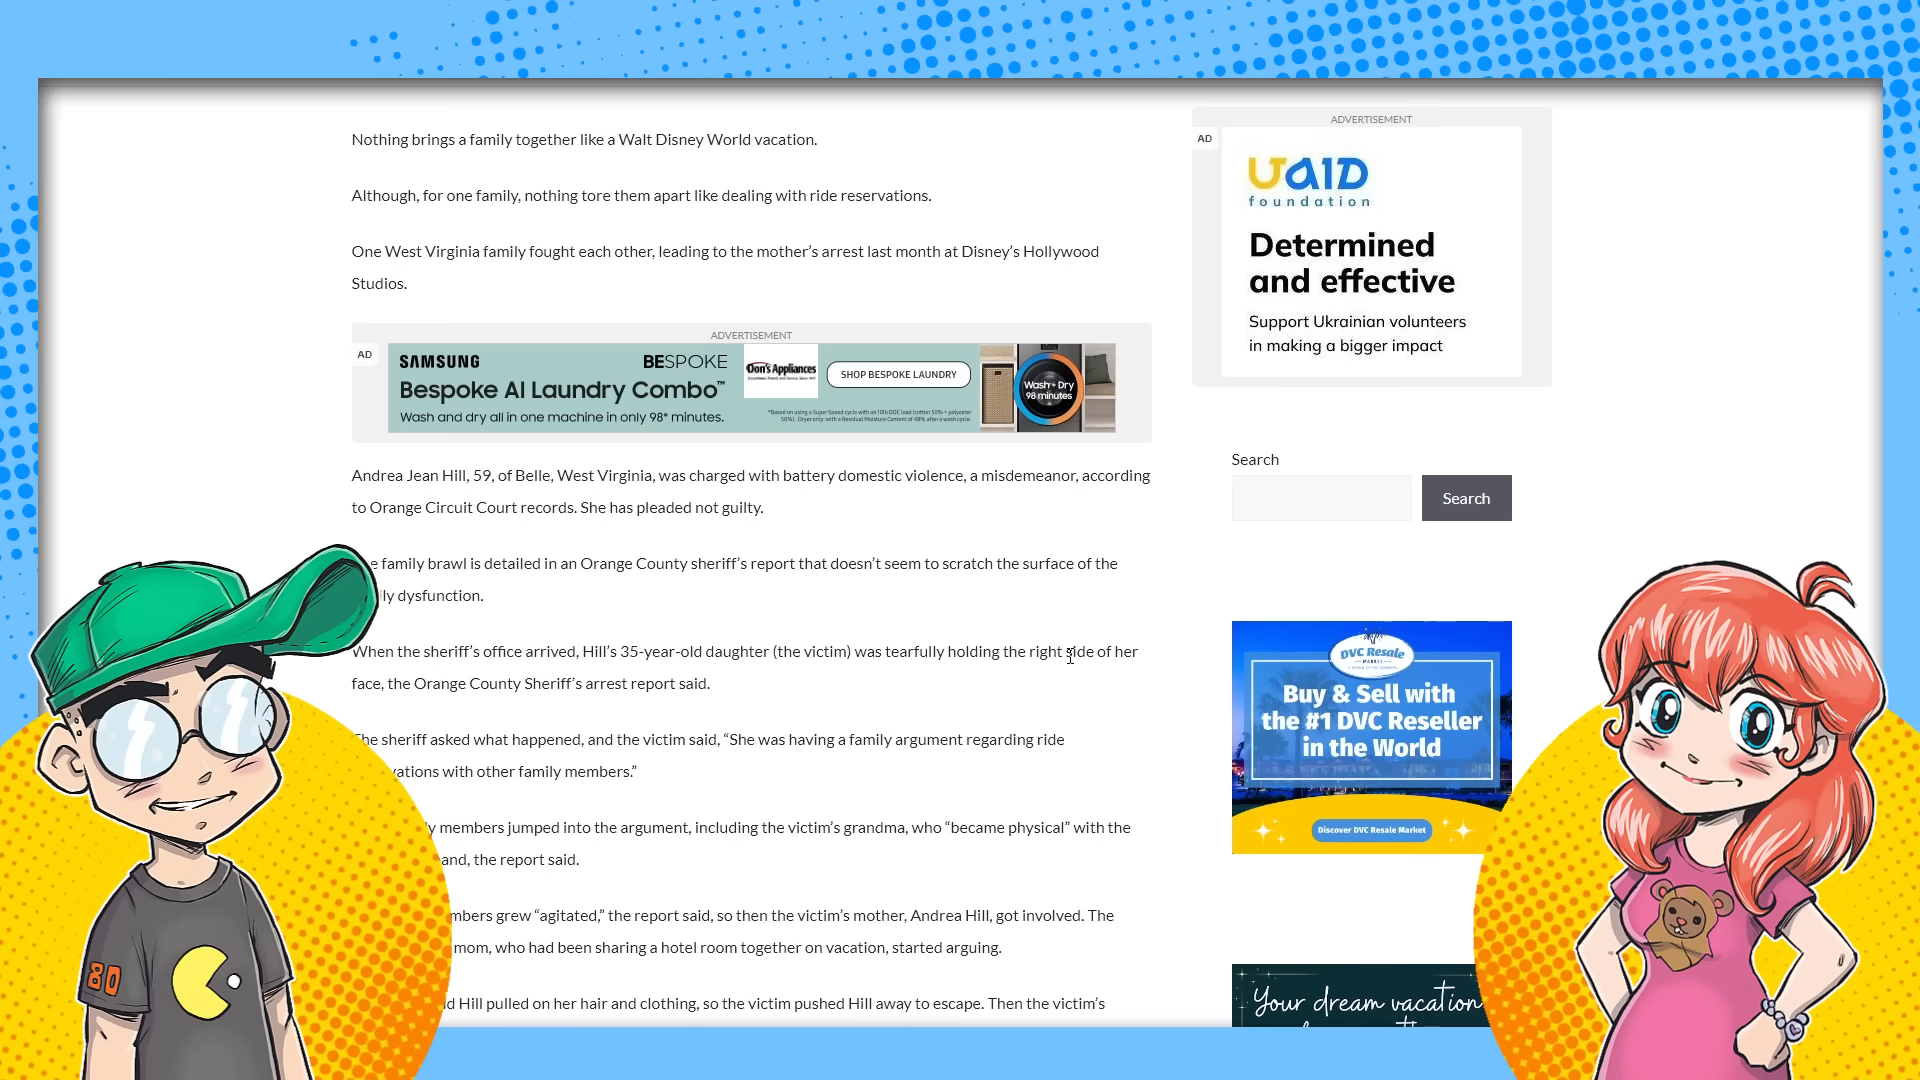 Nothing brings a family together like a Walt Disney World vacation.
Although, for one family, nothing tore them apart like dealing with ride reservations.
One West Virginia family fought each other, leading to the mother’s arrest last month at Disney’s Hollywood
Studios.
ADVERTISEMENT
AD
SAMSUNG
BESPOKE
Bespoke AI Laundry Combo™
Wash and dry all in one machine in only 98* minutes.
Don's Appliances
SHOP BESPOKE LAUNDRY
Wash + Dry
98 minutes
Andrea Jean Hill, 59, of Belle, West Virginia, was charged with battery domestic violence, a misdemeanor, according
to Orange Circuit Court records. She has pleaded not guilty.
e family brawl is detailed in an Orange County sheriff’s report that doesn’t seem to scratch the surface of the
ly dysfunction.
When the sheriff’s office arrived, Hill’s 35-year-old daughter (the victim) was tearfully holding the right side of her
face, the Orange County Sheriff’s arrest report said.
The sheriff asked what happened, and the victim said, “She was having a family argument regarding ride
vations with other family members.”
y members jumped into the argument, including the victim’s grandma, who “became physical” with the
and, the report said.
mbers grew “agitated,” the report said, so then the victim’s mother, Andrea Hill, got involved. The
mom, who had been sharing a hotel room together on vacation, started arguing.
d Hill pulled on her hair and clothing, so the victim pushed Hill away to escape. Then the victim’s
ADVERTISEMENT
AD
UAID
foundation
Determined
and effective
Support Ukrainian volunteers
in making a bigger impact
Search
Search
DVC Resale
MARKET
Buy & Sell with
the #1 DVC Reseller
in the World
Discover DVC Resale Market
Your dream vacation
80